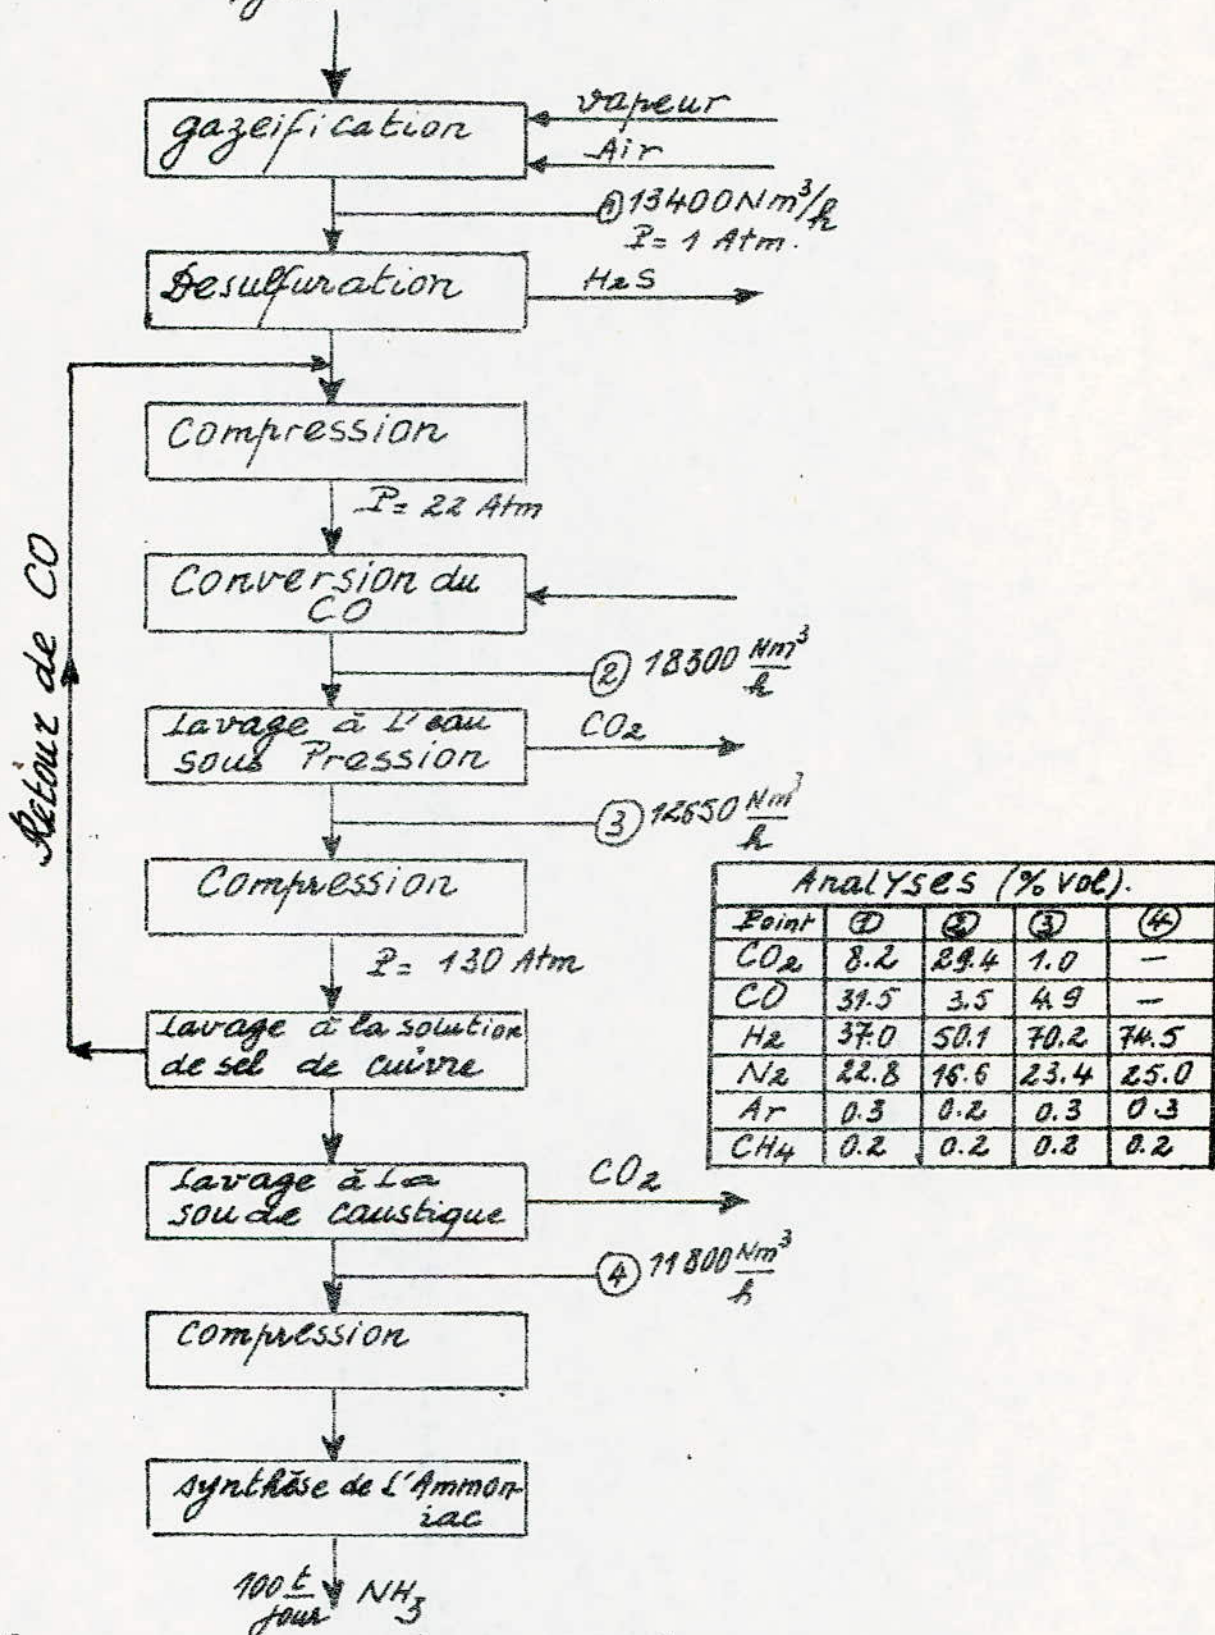 gazeification
vapeur
Air
① 13400 Nm³/h
P= 1 Atm.
Desulfuration
H₂S
Compression
P= 22 Atm
Conversion du
CO
② 18300 Nm³/h
Lavage à L'eau
sous Pression
CO₂
③ 12650 Nm³/h
Compression
P= 130 Atm
Lavage à la solution
de sel de cuivre
Retour de CO
Lavage à La
soude caustique
CO₂
④ 11800 Nm³/h
Compression
synthèse de L'Ammon-
iac
100 t/jour NH₃
Analyses (% vol).
Point ① ② ③ ④
CO₂ 8.2 29.4 1.0 —
CO 31.5 3.5 4.9 —
H₂ 37.0 50.1 70.2 74.5
N₂ 22.8 16.6 23.4 25.0
Ar 0.3 0.2 0.3 0.3
CH₄ 0.2 0.2 0.2 0.2